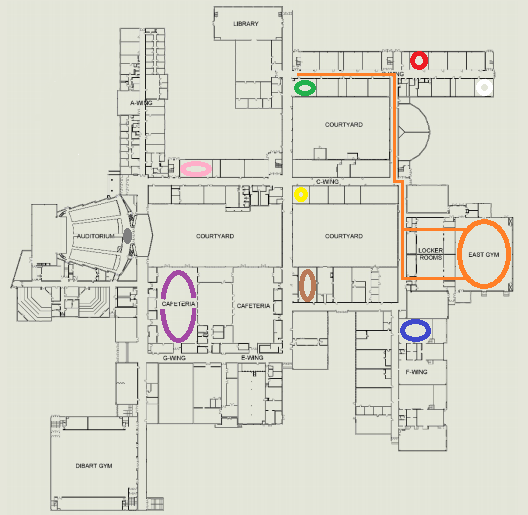 LIBRARY
D-WING
A-WING
COURTYARD
C-WING
AUDITORIUM
COURTYARD
COURTYARD
LOCKER
ROOMS
EAST GYM
CAFETERIA
CAFETERIA
G-WING
E-WING
F-WING
DIBART GYM